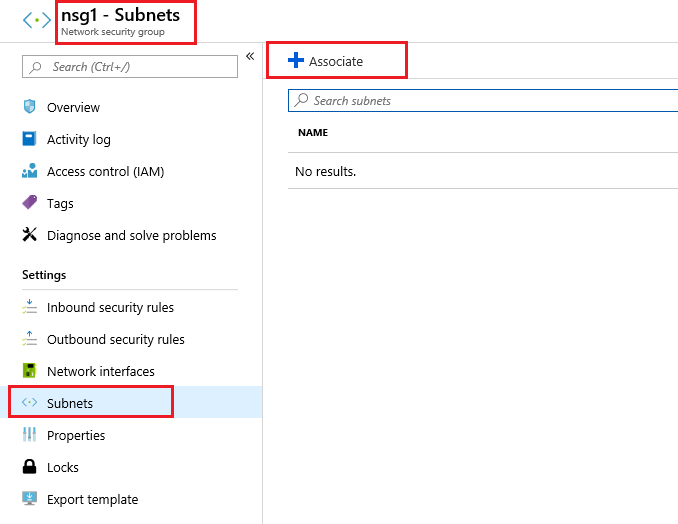 nsg1 - Subnets
Network security group
Search (Ctrl+/)
«
Overview
Activity log
Access control (IAM)
Tags
Diagnose and solve problems
Settings
Inbound security rules
Outbound security rules
Network interfaces
Subnets
Properties
Locks
Export template
Associate
Search subnets
NAME
No results.